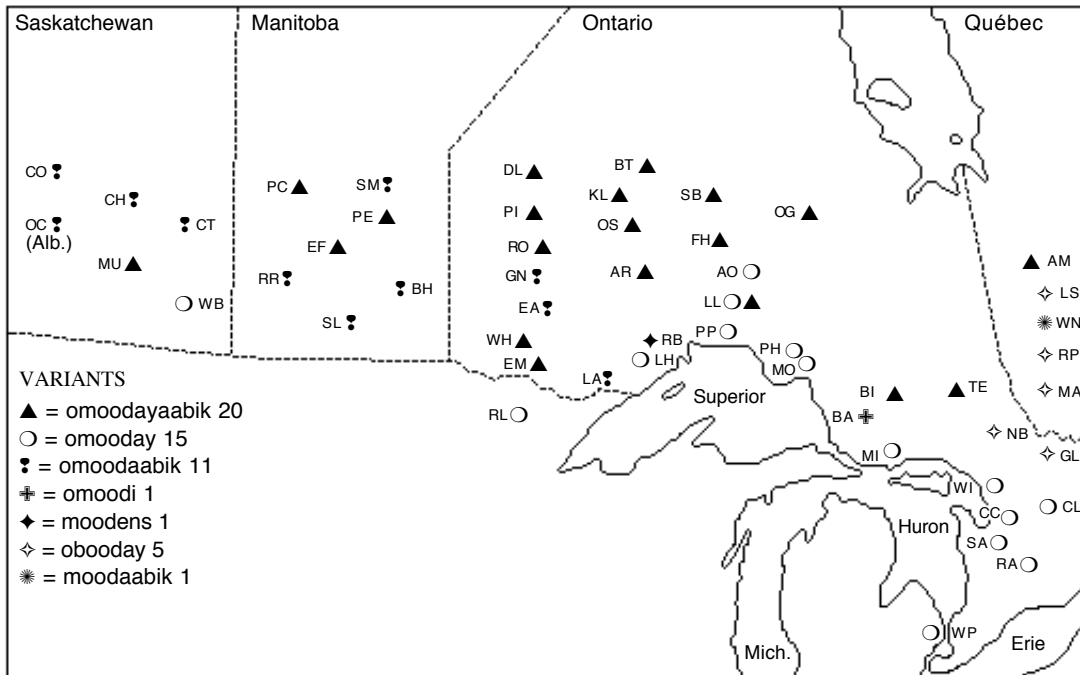 Saskatchewan Manitoba Ontario Québec
CO
CH
OC
(Alb.)
CT
MU
WB
PC
SM
PE
EF
RR
BH
SL
DL
BT
KL
SB
PI
OG
OS
RO
FH
GN
AR
AO
EA
LL
WH
PP
RB
PH
EM
LH
MO
LA
RL
AM
LS
WN
RP
BI
TE
MA
BA
NB
MI
GL
WI
CC
CL
SA
RA
WP
Superior
Huron
Mich.
Erie
VARIANTS
▲ = omoodayaabik 20
❍ = omooday 15
❢ = omoodaabik 11
✙ = omoodi 1
✦ = moodens 1
✧ = obooday 5
✺ = moodaabik 1